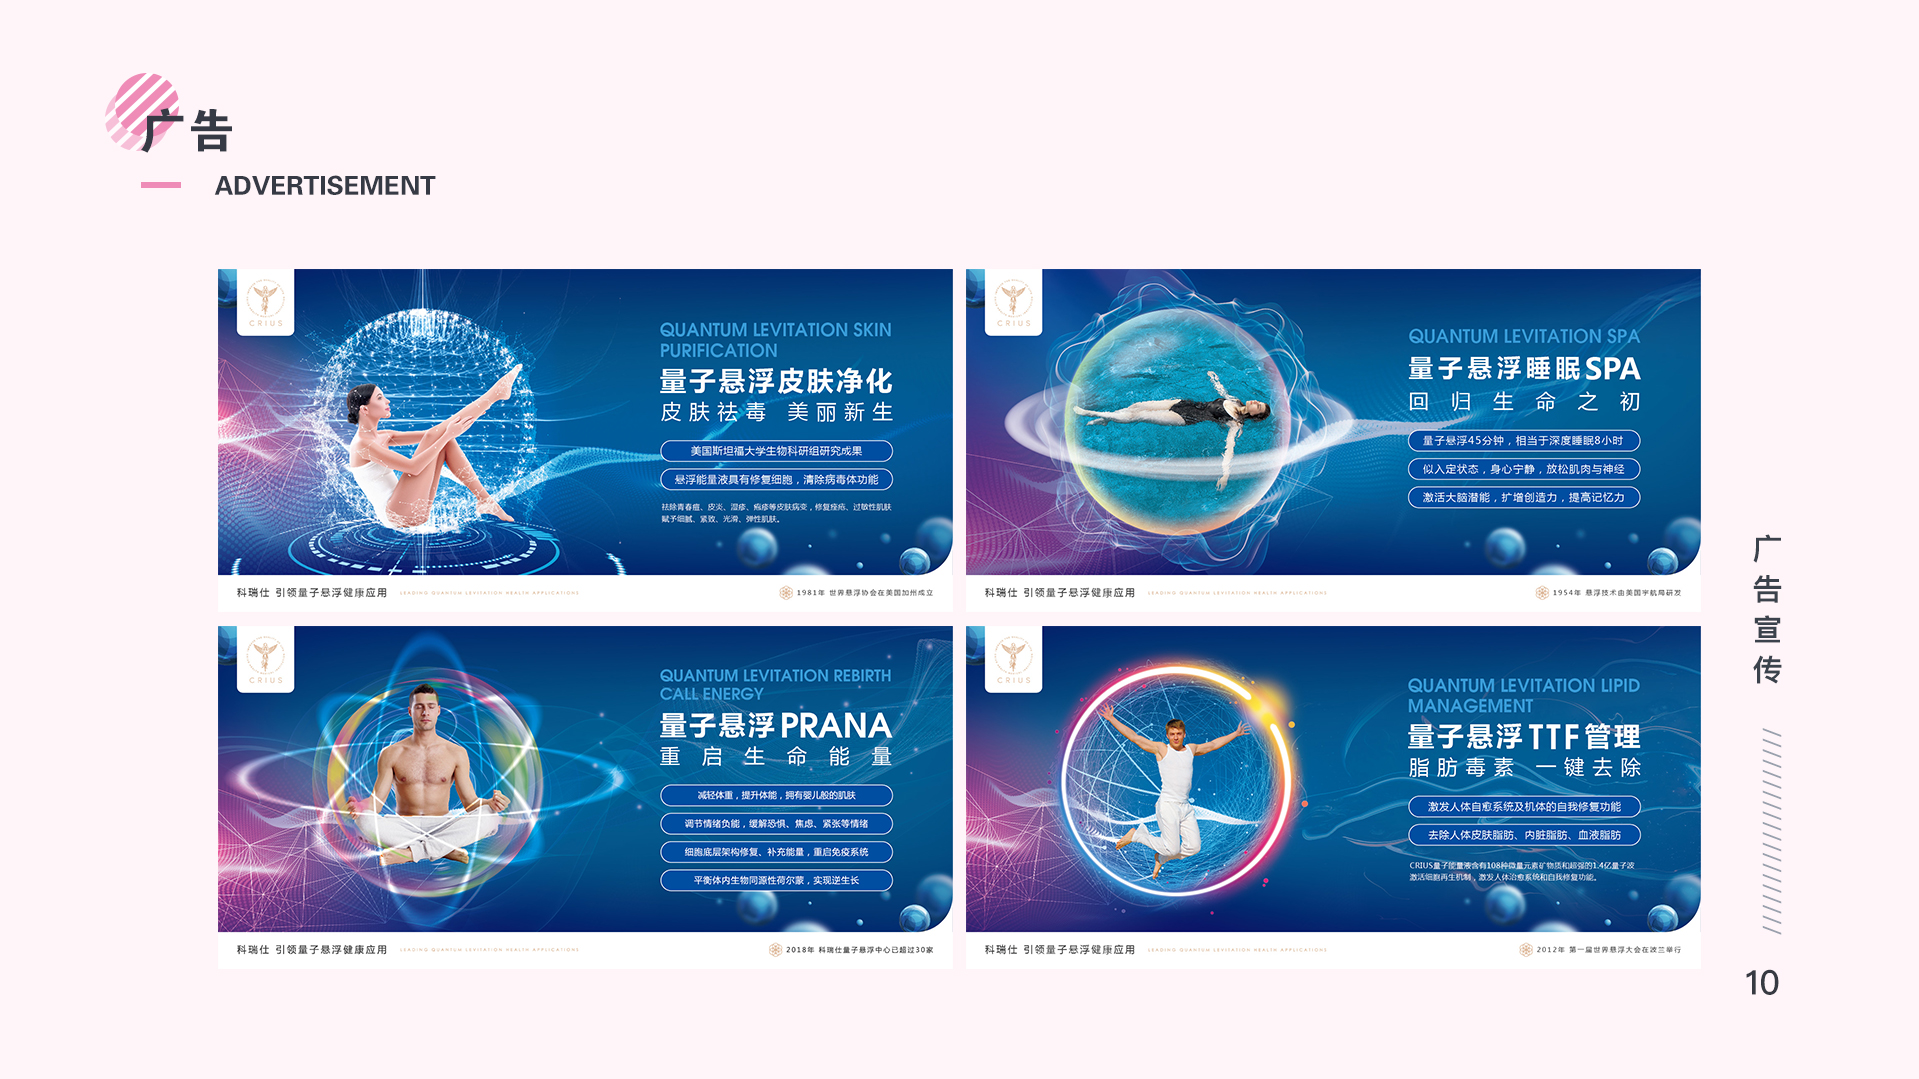 广告
ADVERTISEMENT
CRIUS
QUANTUM LEVITATION SKIN
PURIFICATION
量子悬浮皮肤净化
皮肤祛毒 美丽新生
美国斯坦福大学生物科研组研究成果
悬浮能量液具有修复细胞，清除病毒体功能
祛除青春痘、皮炎、湿疹、疱疹等皮肤病变，修复痤疮、过敏性肌肤
赋予细腻、紧致、光滑、弹性肌肤。
科瑞仕 引领量子悬浮健康应用
LEADING QUANTUM LEVITATION HEALTH APPLICATIONS
1981年 世界悬浮协会在美国加州成立
CRIUS
QUANTUM LEVITATION SPA
量子悬浮睡眠SPA
回归生命之初
量子悬浮45分钟，相当于深度睡眠8小时
似入定状态，身心宁静，放松肌肉与神经
激活大脑潜能，扩增创造力，提高记忆力
科瑞仕 引领量子悬浮健康应用
LEADING QUANTUM LEVITATION HEALTH APPLICATIONS
1954年 悬浮技术由美国宇航局研发
CRIUS
QUANTUM LEVITATION REBIRTH
CALL ENERGY
量子悬浮PRANA
重启生命能量
减轻体重，提升体能，拥有婴儿般的肌肤
调节情绪负能，缓解恐惧、焦虑、紧张等情绪
细胞底层架构修复、补充能量，重启免疫系统
平衡体内生物同源性荷尔蒙，实现逆生长
科瑞仕 引领量子悬浮健康应用
LEADING QUANTUM LEVITATION HEALTH APPLICATIONS
2018年 科瑞仕量子悬浮中心已超过30家
CRIUS
QUANTUM LEVITATION LIPID
MANAGEMENT
量子悬浮TTF管理
脂肪毒素 一键去除
激发人体自愈系统及机体的自我修复功能
去除人体皮肤脂肪、内脏脂肪、血液脂肪
CRIUS量子能量液含有108种微量元素矿物质和超强的1.4亿量子波
激活细胞再生机制，激发人体治愈系统和自我修复功能。
科瑞仕 引领量子悬浮健康应用
LEADING QUANTUM LEVITATION HEALTH APPLICATIONS
2012年 第一届世界悬浮大会在波兰举行
广告宣传
10